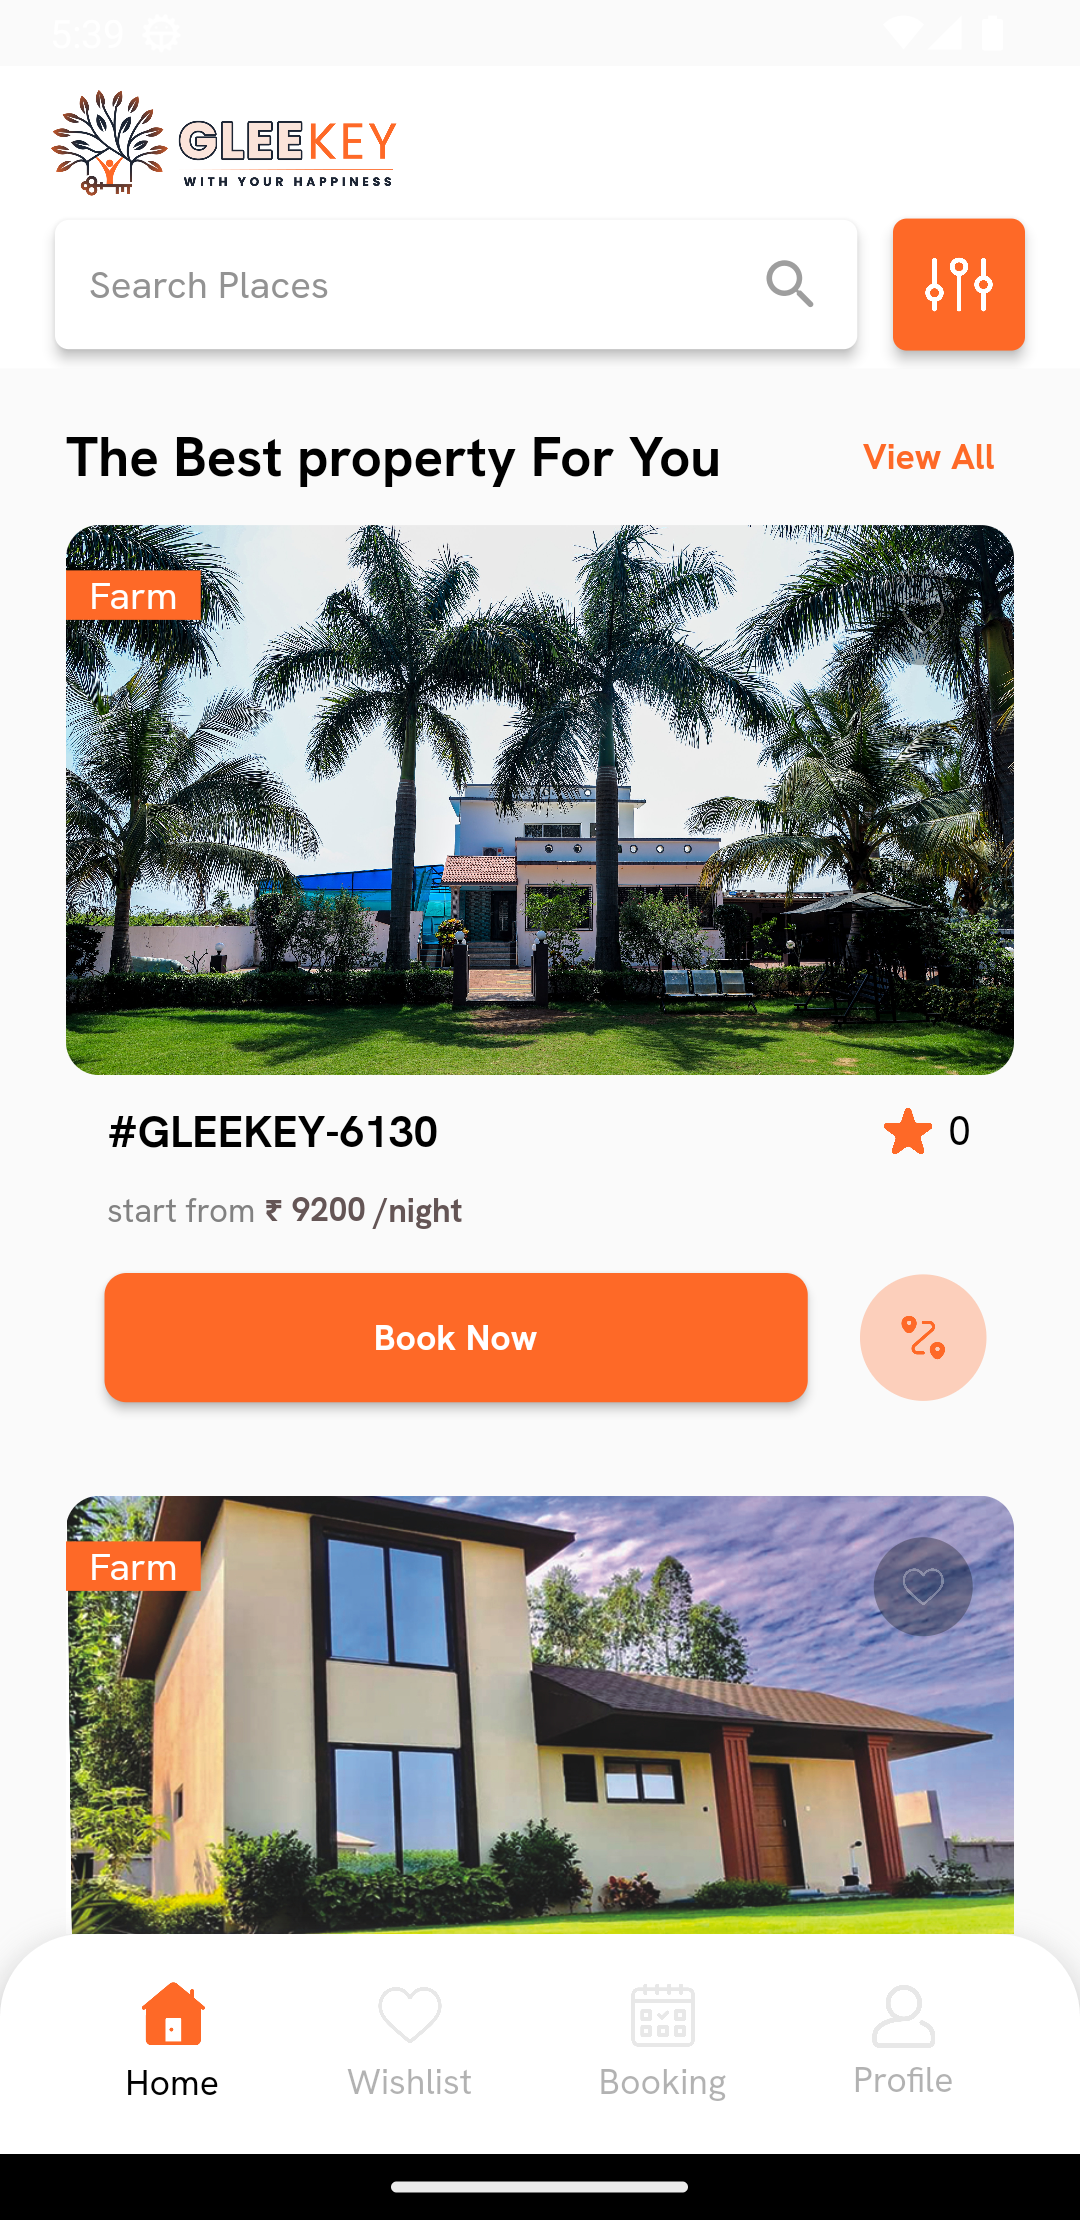 5:39
GLEEKEY
WITH YOUR HAPPINESS
Search Places
The Best property For You
View All
Farm
#GLEEKEY-6130
0
start from ₹ 9200 /night
Book Now
Farm
Home
Wishlist
Booking
Profile